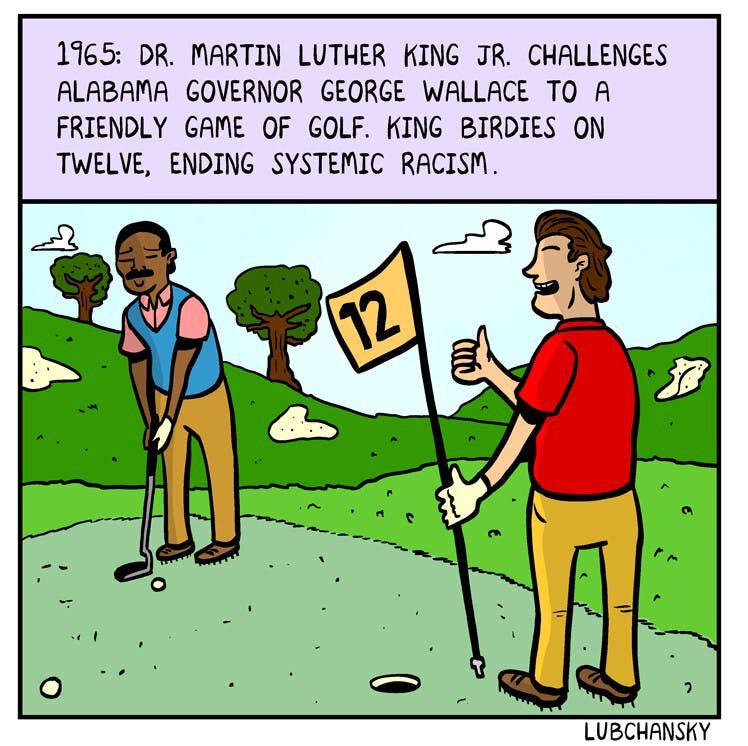 1965: DR. MARTIN LUTHER KING JR. CHALLENGES
ALABAMA GOVERNOR GEORGE WALLACE TO A
FRIENDLY GAME OF GOLF. KING BIRDIES ON
TWELVE, ENDING SYSTEMIC RACISM.
12
LUBCHANSKY